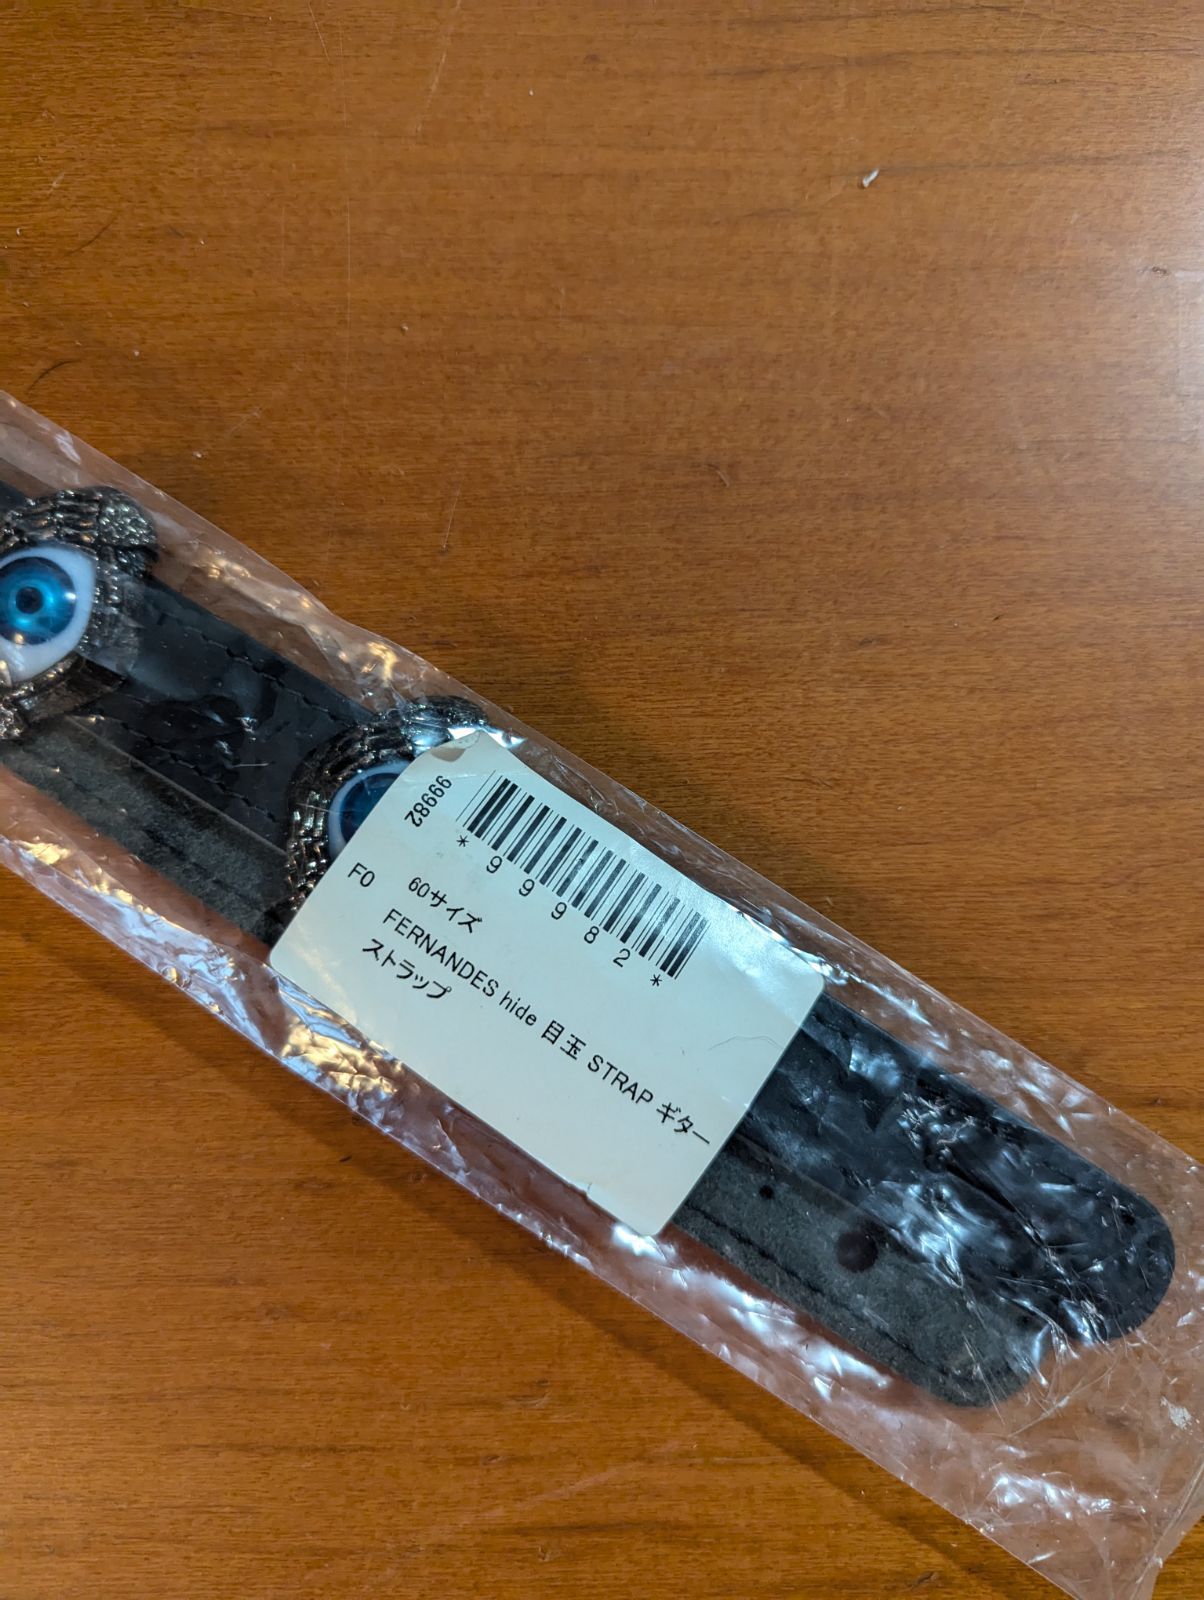 99982
*99982*
F0 60サイズ
FERNANDES hide 目玉 STRAP ギター
ストラップ